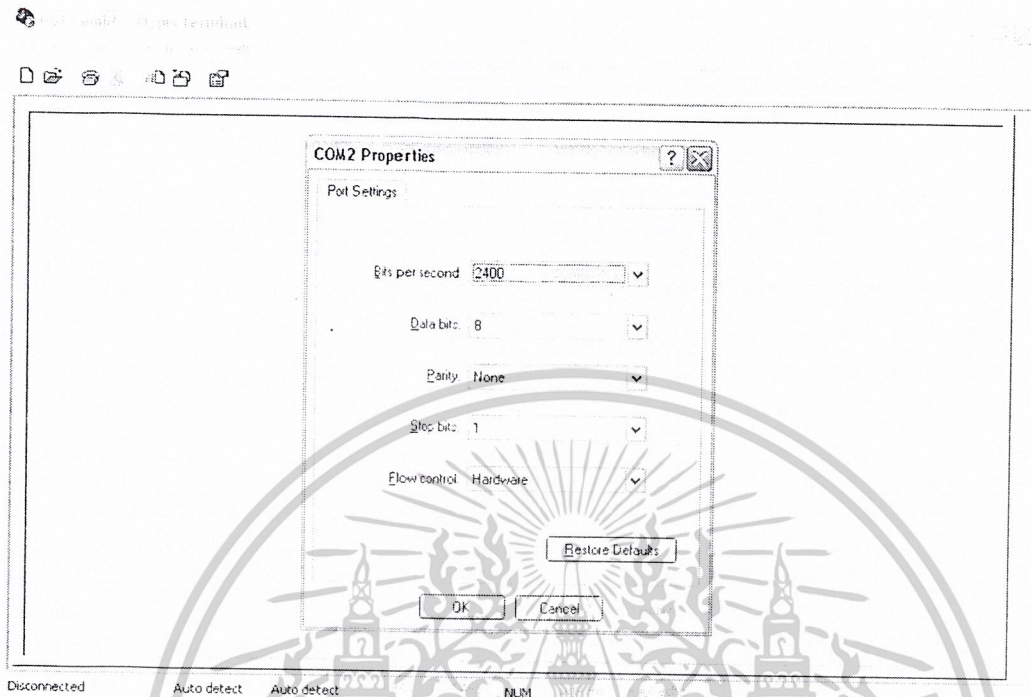 COM2 Properties
Port Settings
Bits per second 2400
Data bits: 8
Parity: None
Stop bits: 1
Flow control: Hardware
Restore Defaults
OK Cancel
Disconnected Auto detect Auto detect NUM